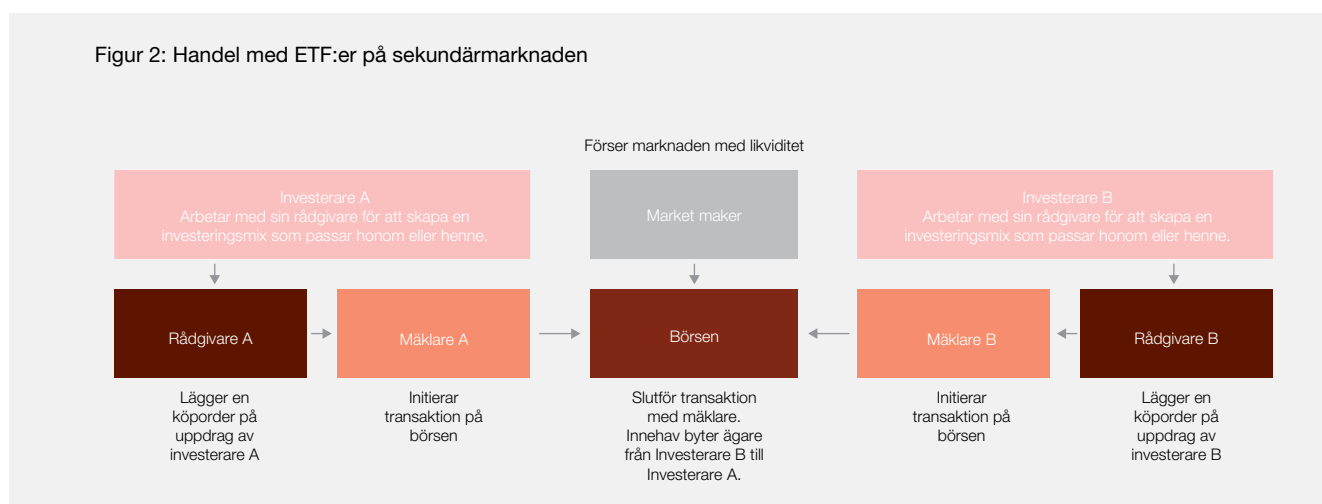 Figur 2: Handel med ETF:er på sekundärmarknaden
Förser marknaden med likviditet
Investerare A
Arbetar med sin rådgivare för att skapa en
investeringsmix som passar honom eller henne.
Market maker
Investerare B
Arbetar med sin rådgivare för att skapa en
investeringsmix som passar honom eller henne.
Rådgivare A
Mäklare A
Börsen
Mäklare B
Rådgivare B
Lägger en
köporder på
uppdrag av
investerare A
Initierar
transaktion på
börsen
Slutför transaktion
med mäklare.
Innehav byter ägare
från Investerare B till
Investerare A.
Initierar
transaktion på
börsen
Lägger en
köporder på
uppdrag av
investerare B